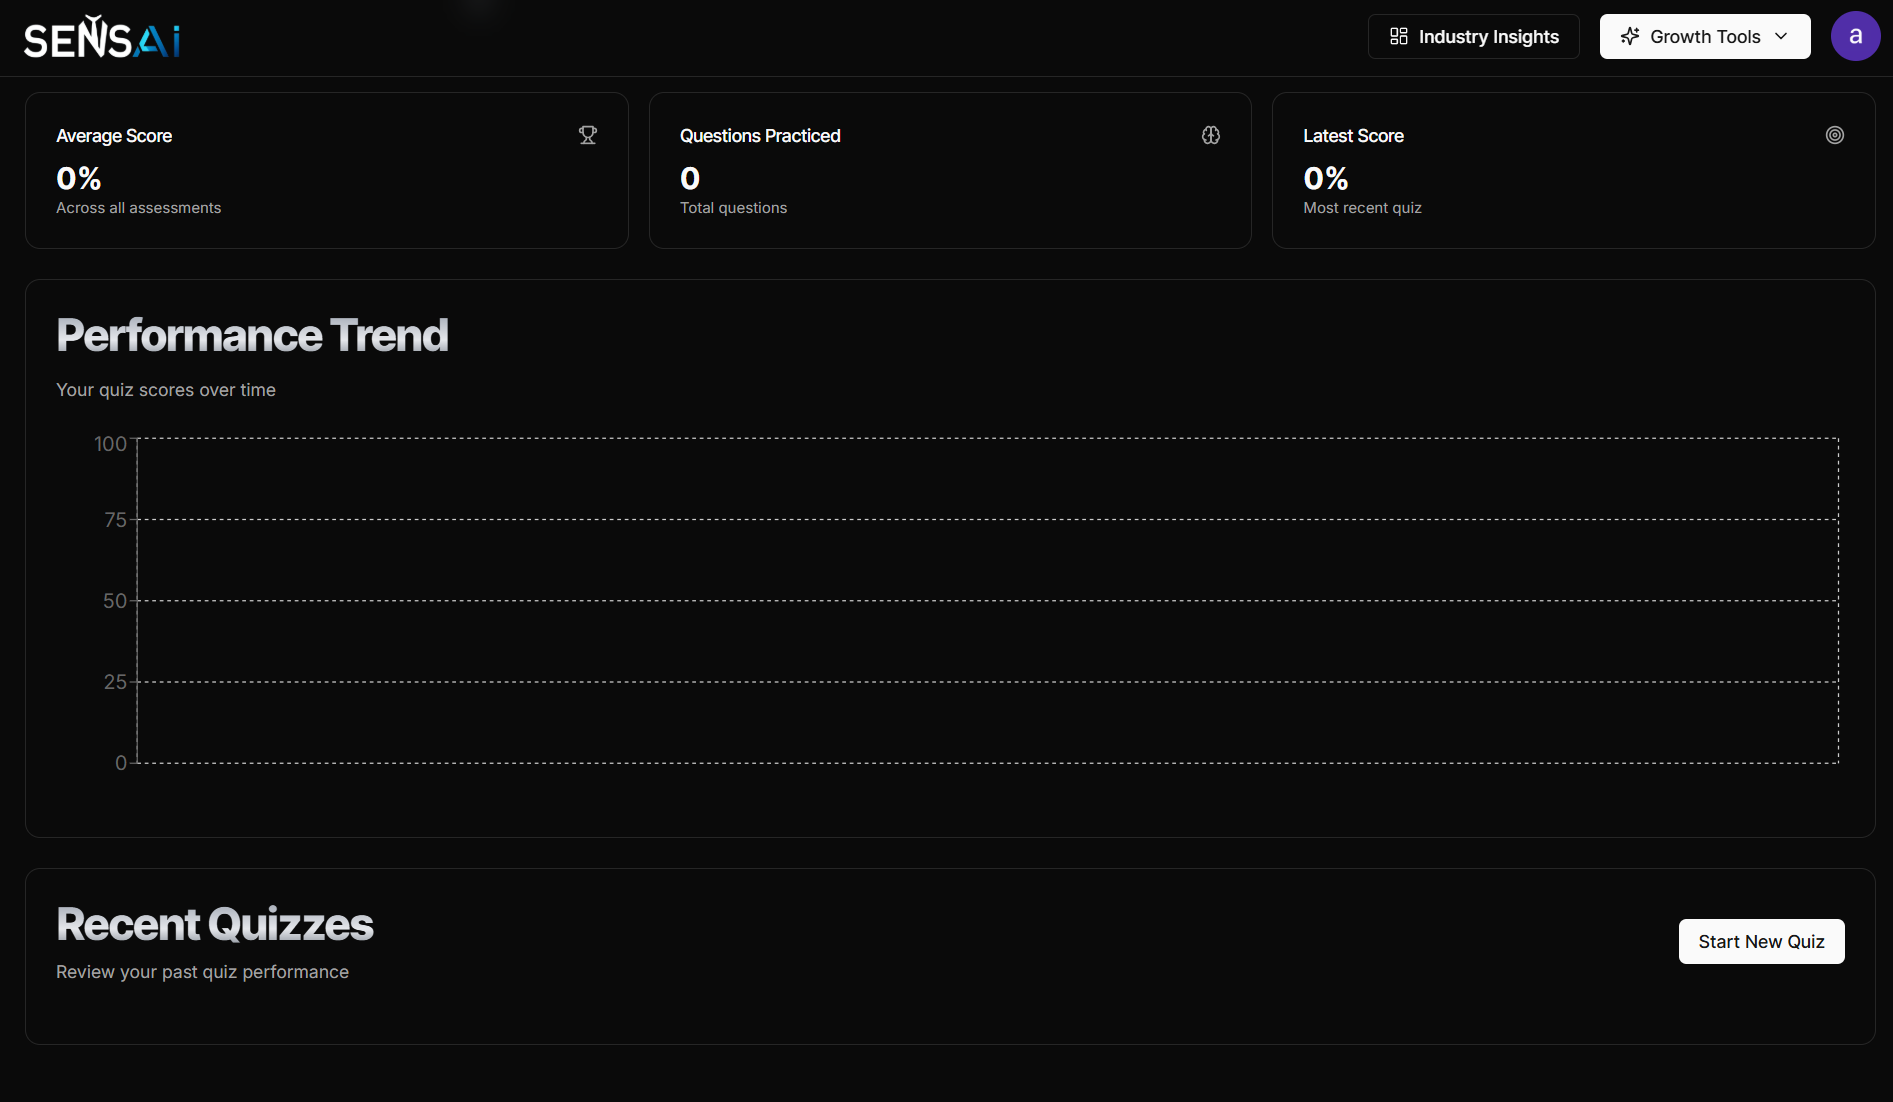 SENSAi
Industry Insights
Growth Tools
a
Average Score
0%
Across all assessments
Questions Practiced
0
Total questions
Latest Score
0%
Most recent quiz
Performance Trend
Your quiz scores over time
100
75
50
25
0
Recent Quizzes
Review your past quiz performance
Start New Quiz